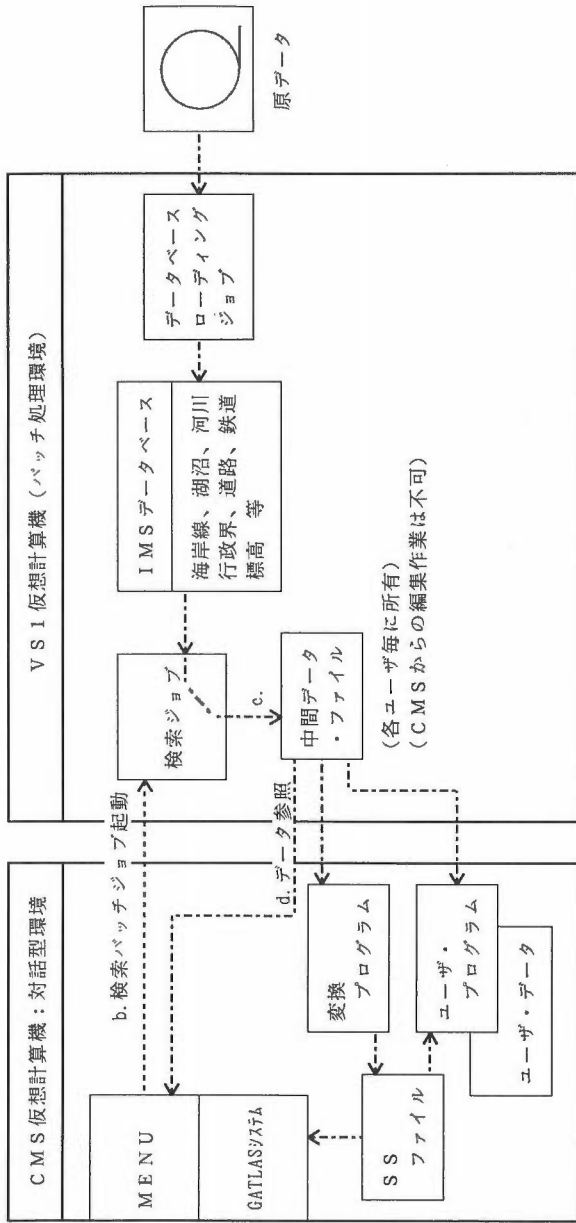 CMS仮想計算機：対話型環境
MENU
GATLASシステム
SS
ファイル
変換
プログラム
ユーザ・
プログラム
ユーザ・データ
b.検索バッチジョブ起動
d.データ参照
VS1仮想計算機（バッチ処理環境）
検索ジョブ
c.
中間データ
・ファイル
（各ユーザ毎に所有）
（CMSからの編集作業は不可）
IMSデータベース
海岸線、湖沼、河川
行政界、道路、鉄道
標高　等
データベース
ローディング
ジョブ
原データ